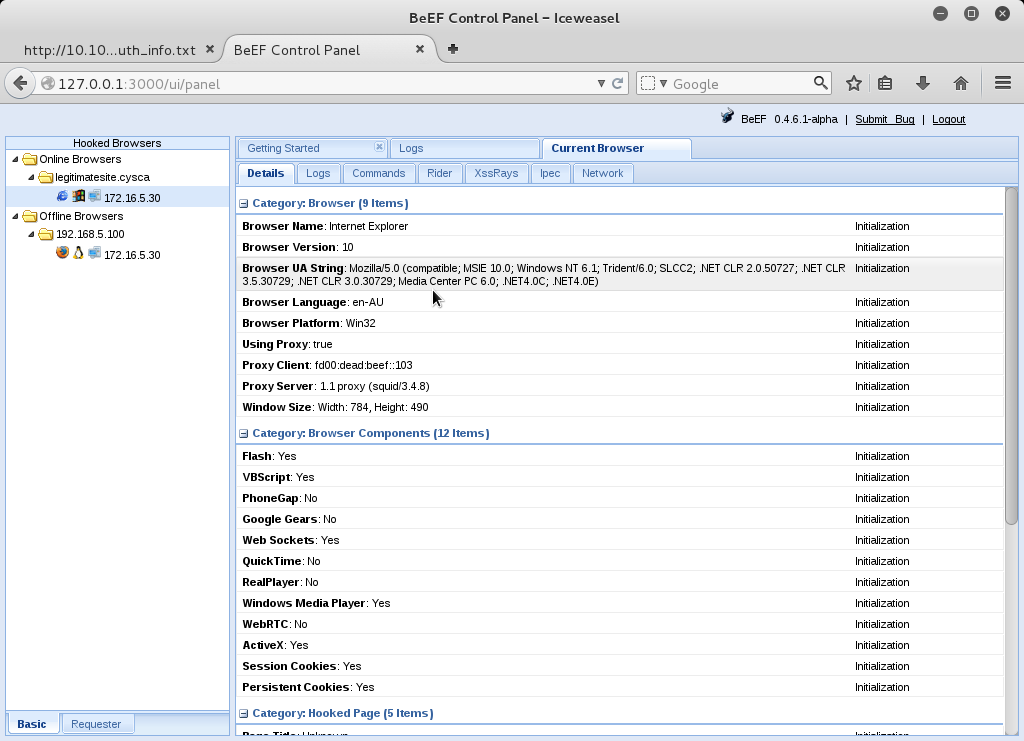 BeEF Control Panel – Iceweasel
http://10.10...uth_info.txt
BeEF Control Panel
127.0.0.1:3000/ui/panel
Google
BeEF 0.4.6.1-alpha | Submit Bug | Logout
Hooked Browsers
Online Browsers
legitimatesite.cysca
172.16.5.30
Offline Browsers
192.168.5.100
172.16.5.30
Basic
Requester
Getting Started
Logs
Current Browser
Details
Logs
Commands
Rider
XssRays
Ipec
Network
Category: Browser (9 Items)
Browser Name: Internet Explorer Initialization
Browser Version: 10 Initialization
Browser UA String: Mozilla/5.0 (compatible; MSIE 10.0; Windows NT 6.1; Trident/6.0; SLCC2; .NET CLR 2.0.50727; .NET CLR Initialization
3.5.30729; .NET CLR 3.0.30729; Media Center PC 6.0; .NET4.0C; .NET4.0E)
Browser Language: en-AU Initialization
Browser Platform: Win32 Initialization
Using Proxy: true Initialization
Proxy Client: fd00:dead:beef::103 Initialization
Proxy Server: 1.1 proxy (squid/3.4.8) Initialization
Window Size: Width: 784, Height: 490 Initialization
Category: Browser Components (12 Items)
Flash: Yes Initialization
VBScript: Yes Initialization
PhoneGap: No Initialization
Google Gears: No Initialization
Web Sockets: Yes Initialization
QuickTime: No Initialization
RealPlayer: No Initialization
Windows Media Player: Yes Initialization
WebRTC: No Initialization
ActiveX: Yes Initialization
Session Cookies: Yes Initialization
Persistent Cookies: Yes Initialization
Category: Hooked Page (5 Items)
Page Title: Unknown Initialization